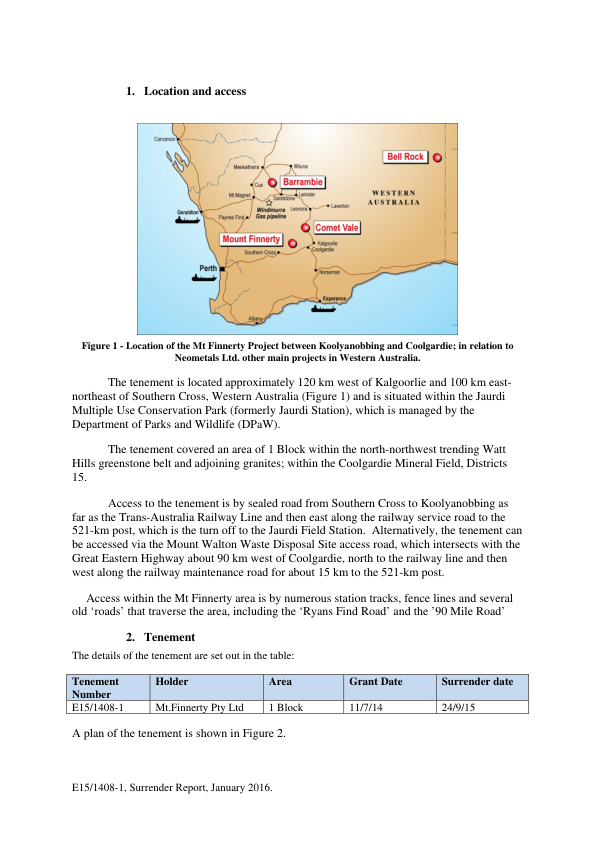 1. Location and access
Carnarvon
Meekatharra
Wiluna
Bell Rock
Cue
Barrambie
Mt.Magnet
Sandstone
Leinster
WESTERN
AUSTRALIA
Geraldton
Paynes Find
Windimurra
Gas pipeline
Leonora
Laverton
Comet Vale
Mount Finnerty
Kalgoorlie
Coolgardie
Southern Cross
Perth
Norseman
Esperance
Albany
Figure 1 - Location of the Mt Finnerty Project between Koolyanobbing and Coolgardie; in relation to
Neometals Ltd. other main projects in Western Australia.
The tenement is located approximately 120 km west of Kalgoorlie and 100 km east-
northeast of Southern Cross, Western Australia (Figure 1) and is situated within the Jaurdi
Multiple Use Conservation Park (formerly Jaurdi Station), which is managed by the
Department of Parks and Wildlife (DPaW).
The tenement covered an area of 1 Block within the north-northwest trending Watt
Hills greenstone belt and adjoining granites; within the Coolgardie Mineral Field, Districts
15.
Access to the tenement is by sealed road from Southern Cross to Koolyanobbing as
far as the Trans-Australia Railway Line and then east along the railway service road to the
521-km post, which is the turn off to the Jaurdi Field Station. Alternatively, the tenement can
be accessed via the Mount Walton Waste Disposal Site access road, which intersects with the
Great Eastern Highway about 90 km west of Coolgardie, north to the railway line and then
west along the railway maintenance road for about 15 km to the 521-km post.
Access within the Mt Finnerty area is by numerous station tracks, fence lines and several
old ‘roads’ that traverse the area, including the ‘Ryans Find Road’ and the ’90 Mile Road’
2. Tenement
The details of the tenement are set out in the table:
Tenement Number Holder Area Grant Date Surrender date
E15/1408-1 Mt.Finnerty Pty Ltd 1 Block 11/7/14 24/9/15
A plan of the tenement is shown in Figure 2.
E15/1408-1, Surrender Report, January 2016.